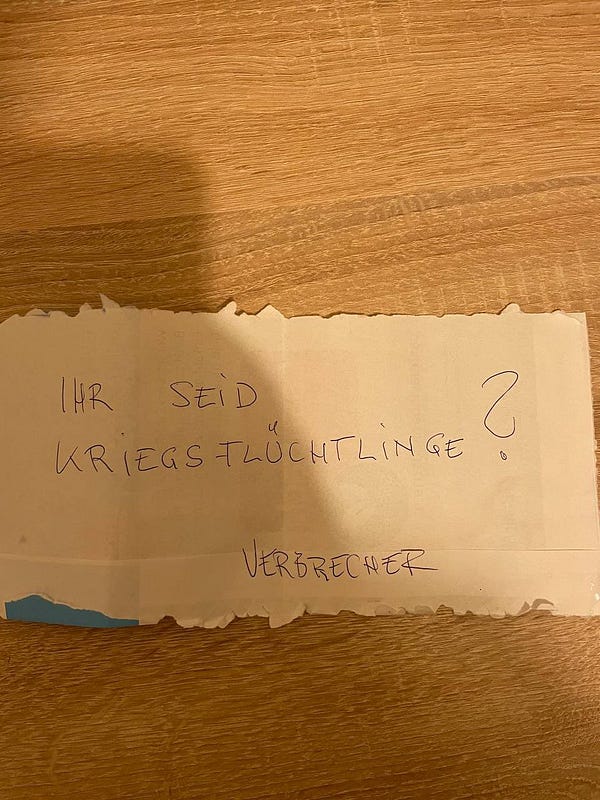 IHR SEiD
KRiEGSFLÜCHTLiNGE ?
VERBRECHER